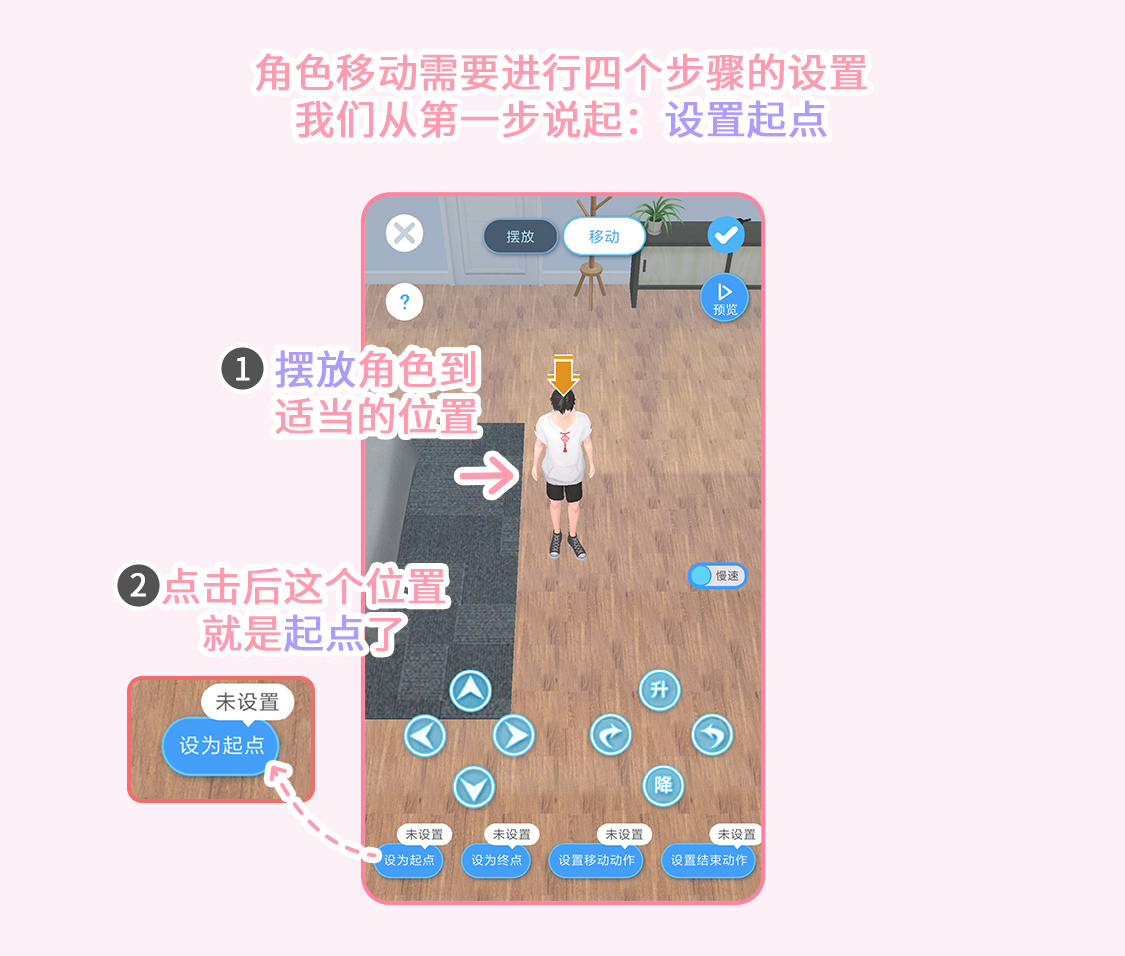 角色移动需要进行四个步骤的设置
我们从第一步说起：设置起点
摆放
移动
?
预览
1 摆放角色到
适当的位置
慢速
2 点击后这个位置
就是起点了
未设置
设为起点
升
降
未设置
未设置
未设置
未设置
设为起点
设为终点
设置移动动作
设置结束动作